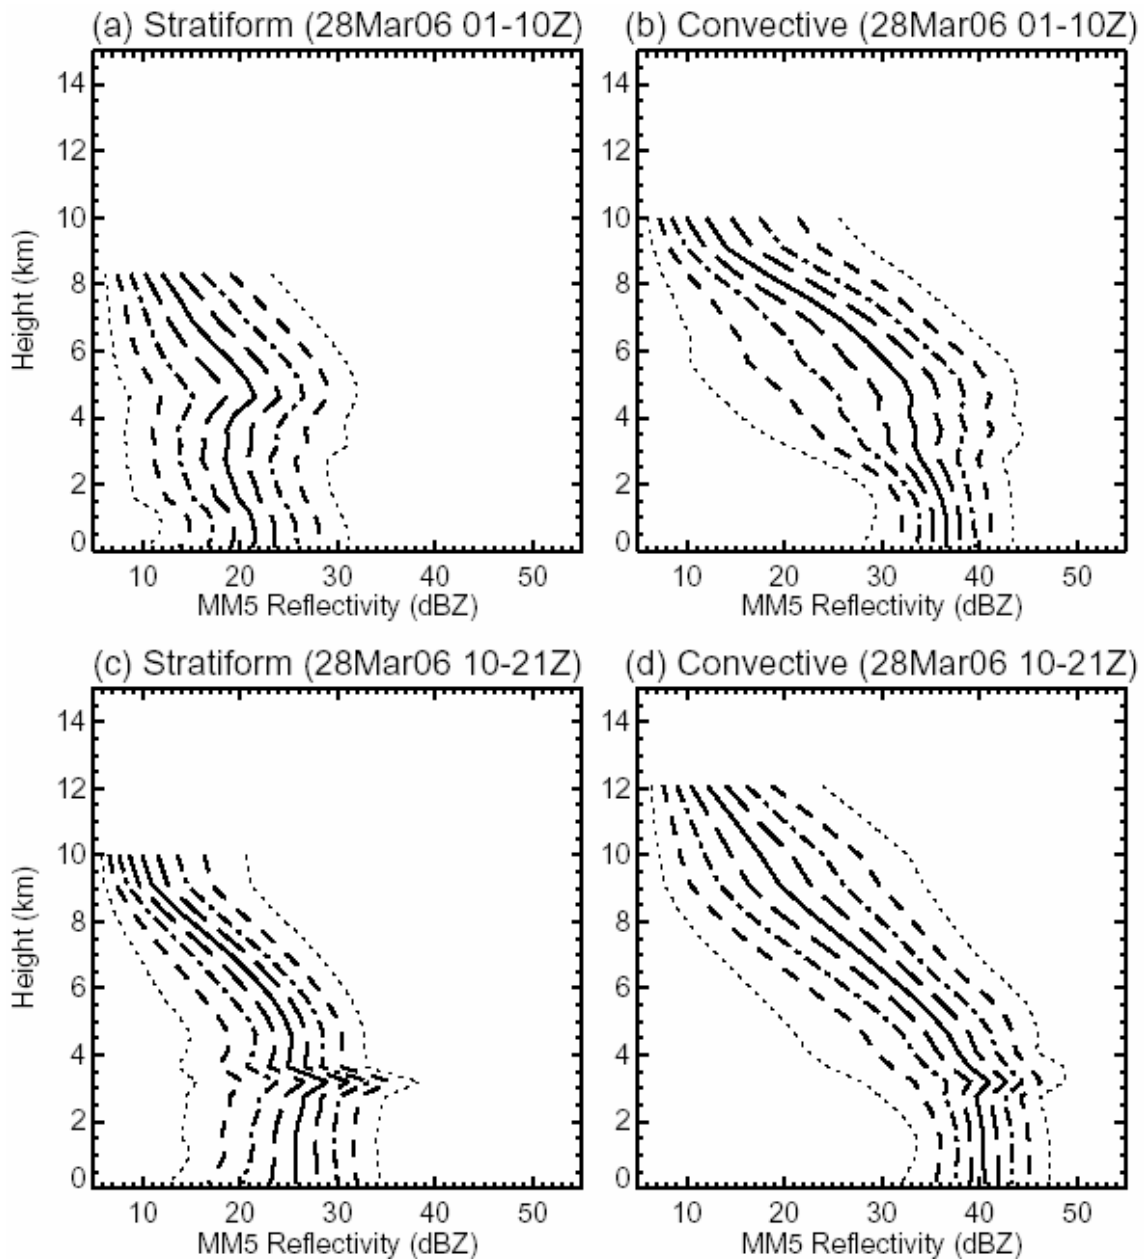 (a) Stratiform (28Mar06 01-10Z) (b) Convective (28Mar06 01-10Z)
14 14
12 12
10 10
8 8
6 6
4 4
2 2
0 0
Height (km)
10 20 30 40 50 10 20 30 40 50
MM5 Reflectivity (dBZ) MM5 Reflectivity (dBZ)
(c) Stratiform (28Mar06 10-21Z) (d) Convective (28Mar06 10-21Z)
14 14
12 12
10 10
8 8
6 6
4 4
2 2
0 0
Height (km)
10 20 30 40 50 10 20 30 40 50
MM5 Reflectivity (dBZ) MM5 Reflectivity (dBZ)